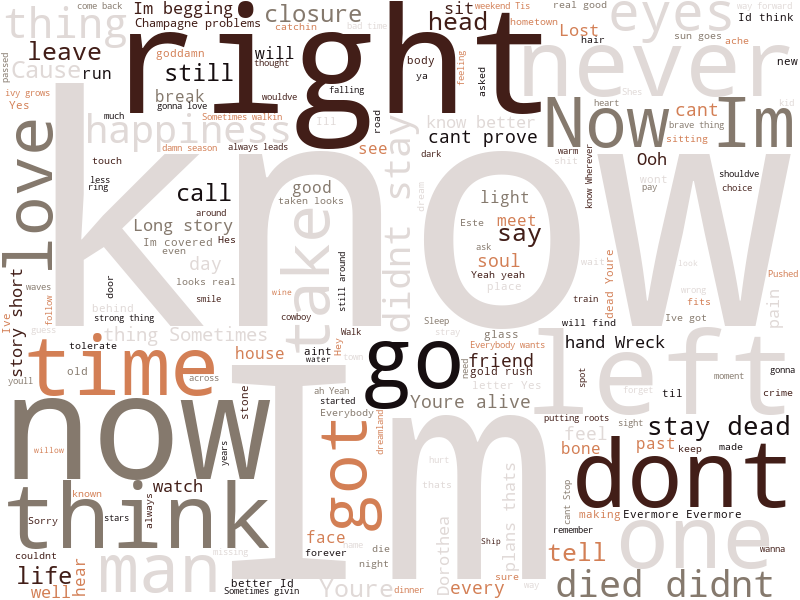 come back
Im begging
Champagne problems
closure
sit
weekend Tis
hometown
real good
way forward
thing
right
head
eyes
Id think
catchin
bad time
Lost
hair
sun goes
ache
leave
goddamn
will
thought
body
ya
feeling
asked
never
new
passed
Cause
run
still
break
gonna love
wouldve
falling
Shes
ivy grows
Yes
much
Sometimes walkin
Ill
road
heart
cant
kid
brave thing
sitting
Now Im
love
happiness
damn season
always leads
see
know better
cant prove
dark
warm
shit
know Wherever
Ooh
wont
pay
shouldve
choice
touch
less
ring
know
call
good
taken looks
didnt stay
dream
light
around
Long story
Im covered
Hes
even
Este
meet
say
ask
soul
Yeah yeah
place
day
looks real
take
wait
dead Youre
look
Pushed
waves
follow
door
smile
wine
still around
train
wrong
fits
pain
behind
strong thing
cowboy
Ive
story short
guess
thing Sometimes
Walk
Sleep
stray
will find
Ive got
tolerate
time
house
aint
water
Hey
town
go
glass
Everybody wants
friend
gold rush
hand Wreck
left
youll
old
across
need
letter Yes
spot
til
forget
moment
gonna
crime
now
stone
Im
ah Yeah
started
Everybody
Youre alive
putting roots
sight
stay dead
willow
years
got
dreamland
hurt
thats
feel
bone
past
keep
made
dont
think
known
watch
Sorry
stars
always
plans thats
cant Stop
making
Evermore Evermore
couldnt
missing
face
forever
name
Dorothea
Ship
remember
one
wanna
life
well
hear
man
better Id
Sometimes givin
die
night
Youre
dinner
every
sure
way
tell
died didnt